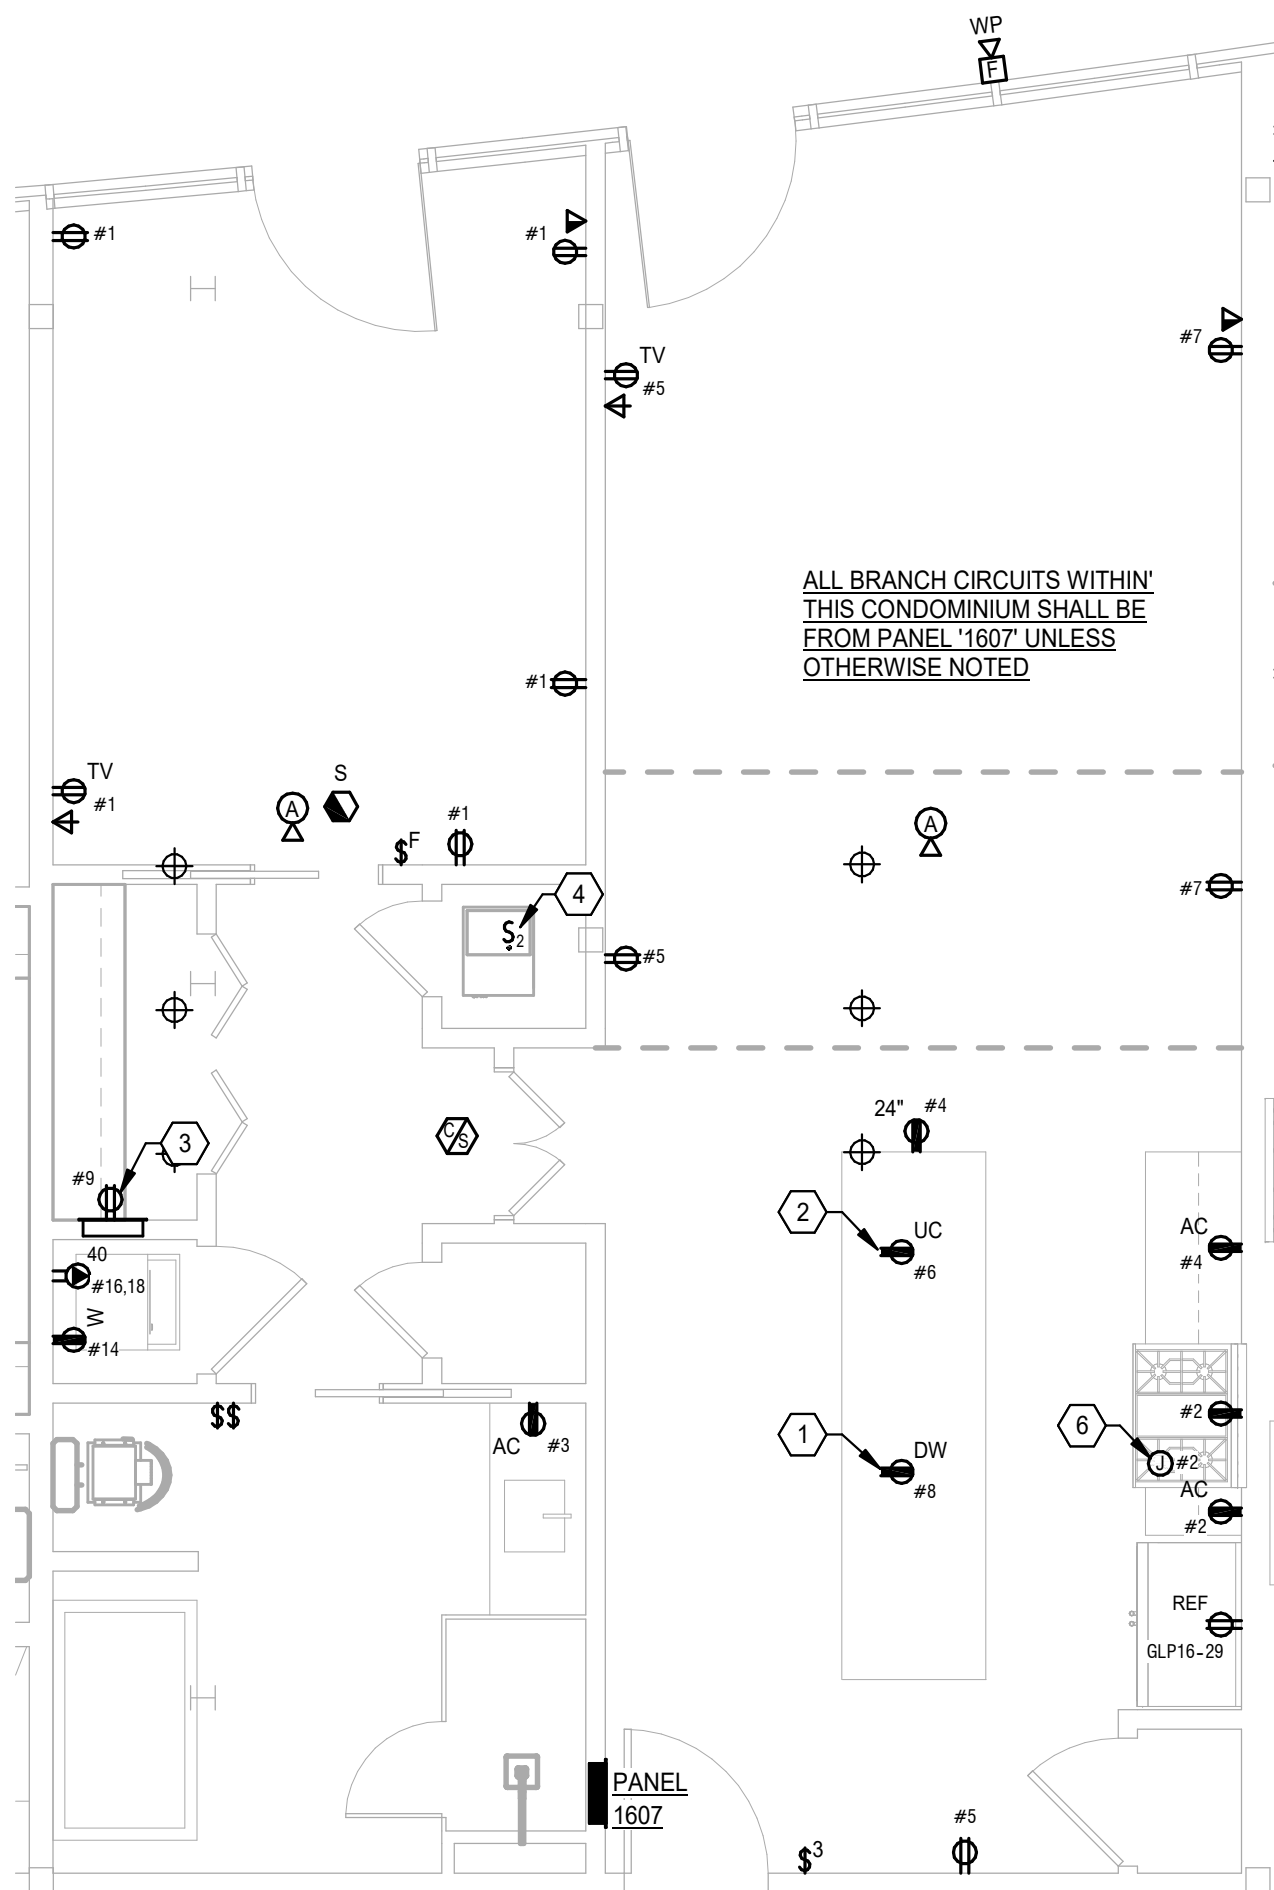 WP
F
#1
#1
#7
TV
#5
ALL BRANCH CIRCUITS WITHIN'
THIS CONDOMINIUM SHALL BE
FROM PANEL '1607' UNLESS
OTHERWISE NOTED
#1
TV
#1
S
A
$F
#1
A
4
$2
#7
#5
24"
#4
C/S
3
#9
2
UC
#6
AC
#4
40
#16,18
W
#14
$$
AC
#3
1
DW
#8
6
#2
J
#2
AC
#2
REF
GLP16-29
PANEL
1607
$3
#5